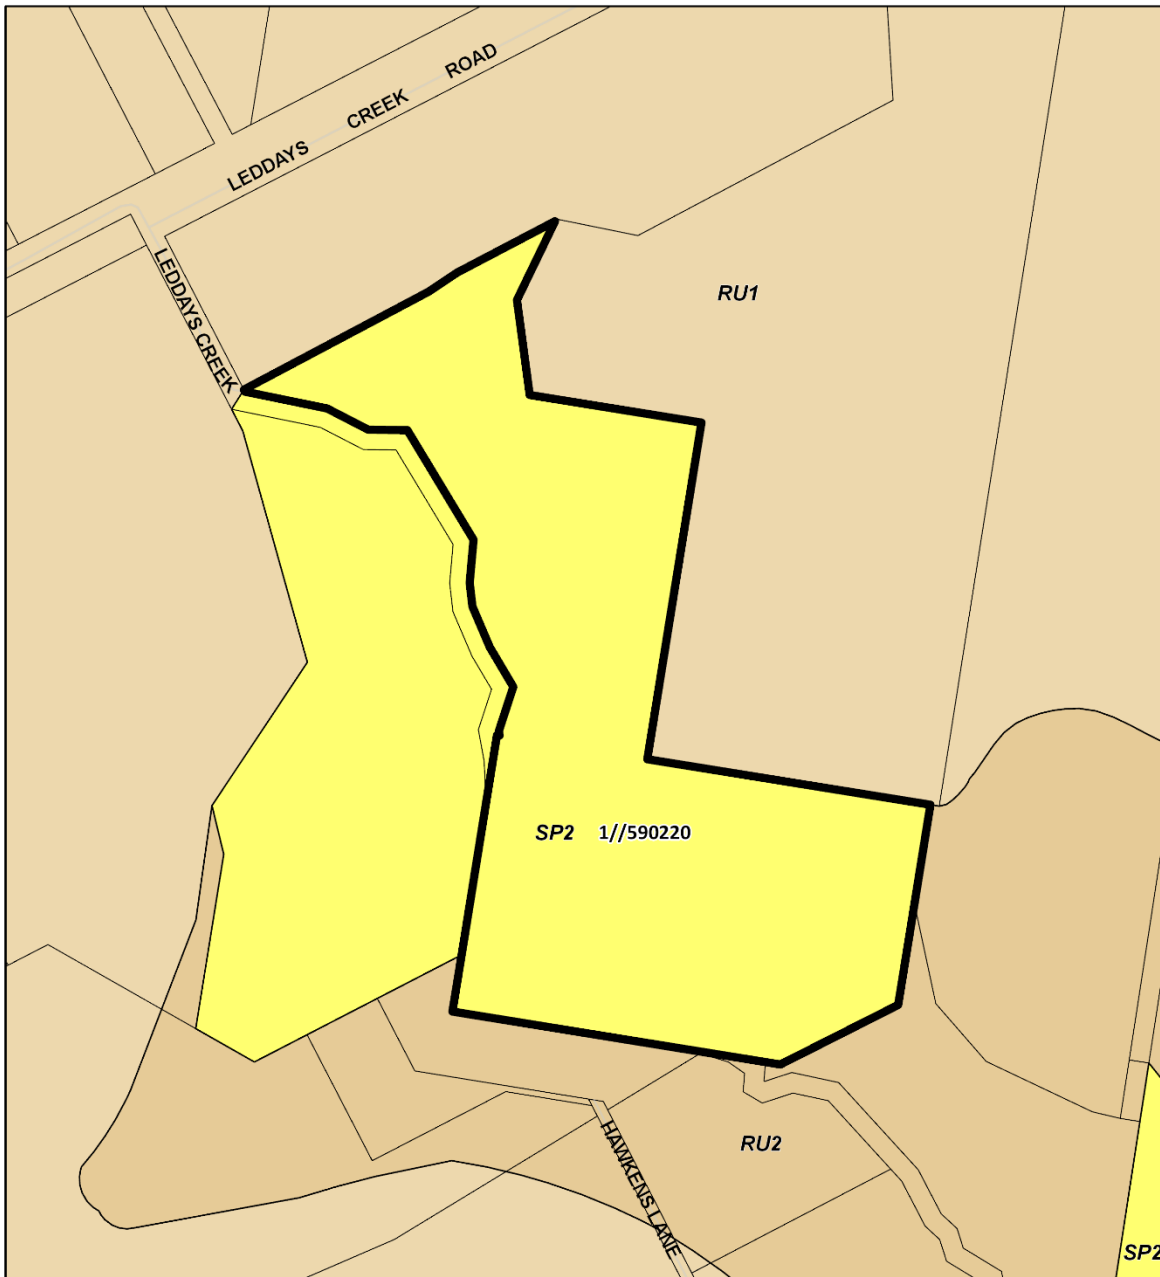 LEDDAYS CREEK ROAD
LEDDAYS CREEK
RU1
SP2 1//590220
RU2
HAWKENS LANE
SP2